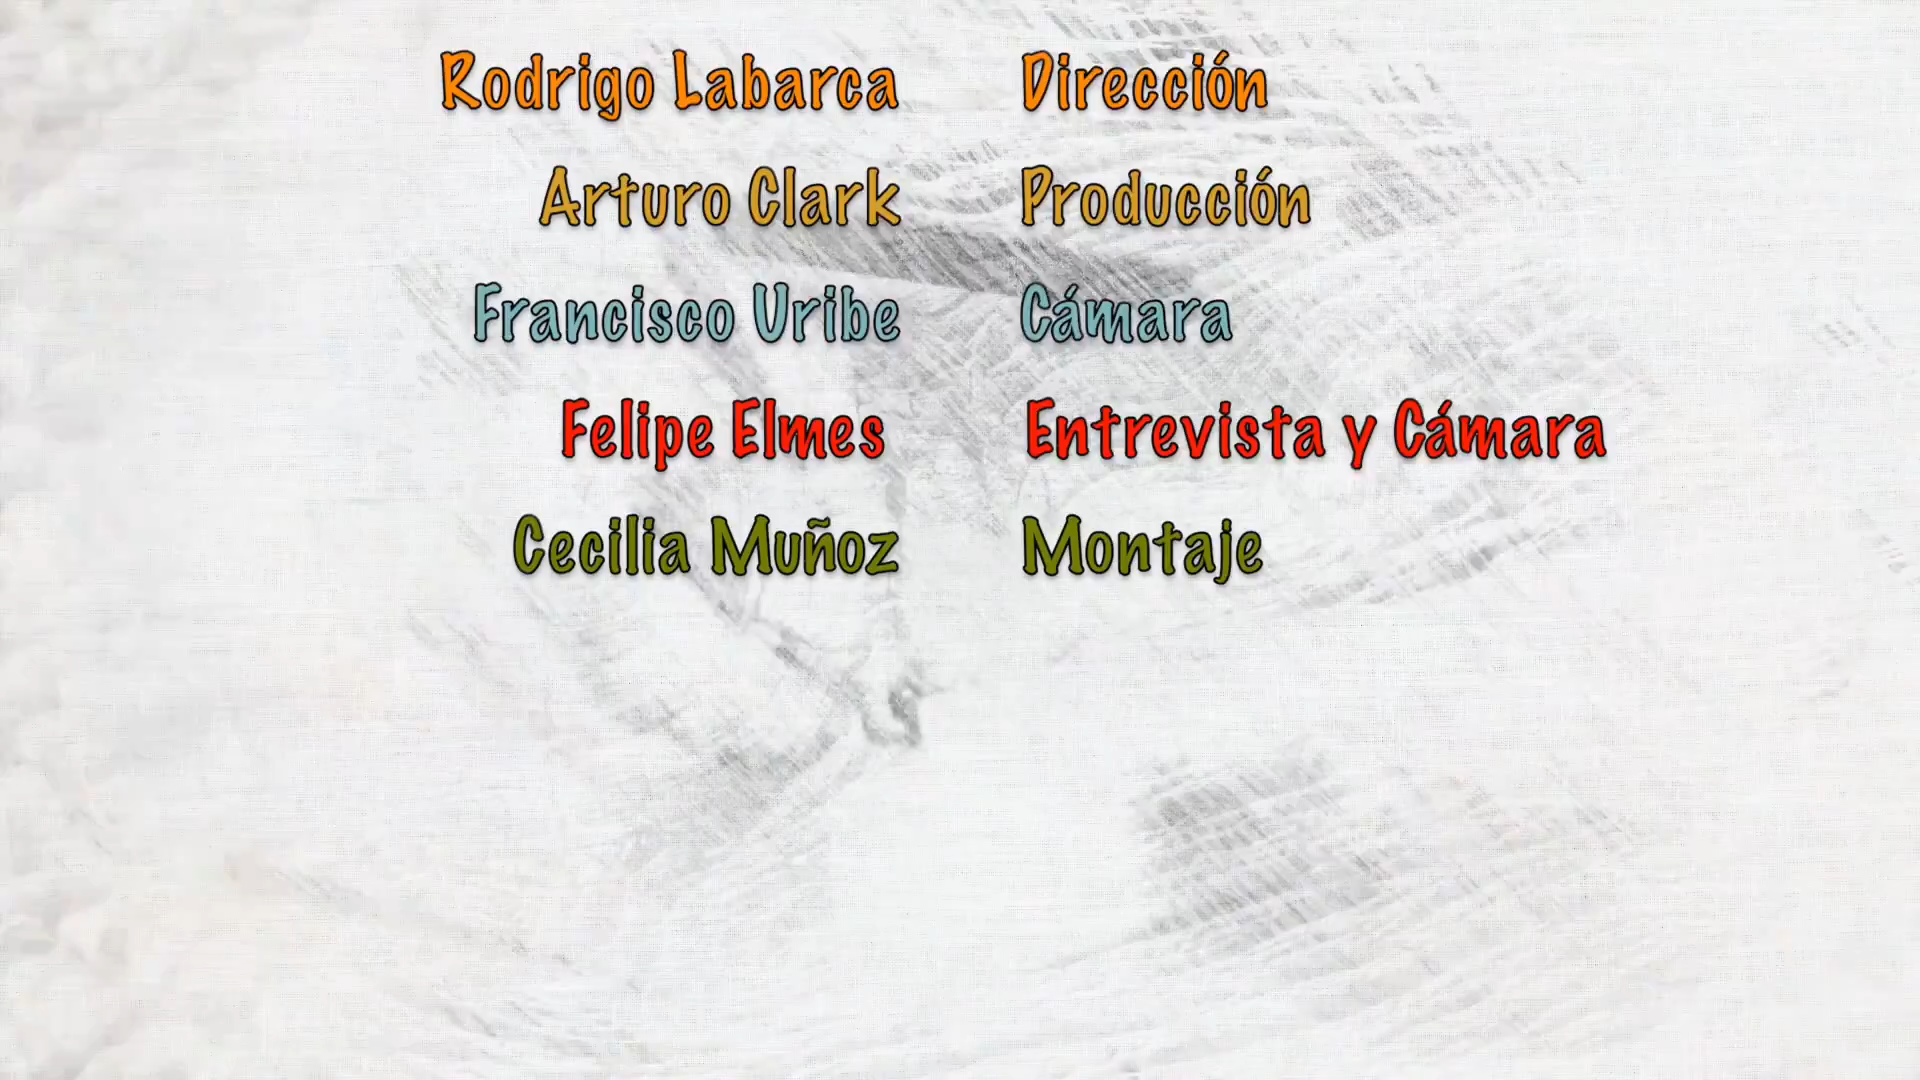 Rodrigo Labarca Dirección
Arturo Clark Producción
Francisco Uribe Cámara
Felipe Elmes Entrevista y Cámara
Cecilia Muñoz Montaje